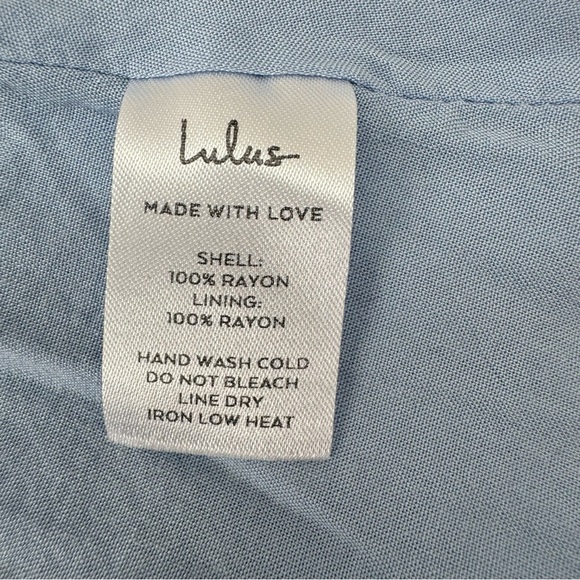 Lulus
MADE WITH LOVE
SHELL:
100% RAYON
LINING:
100% RAYON
HAND WASH COLD
DO NOT BLEACH
LINE DRY
IRON LOW HEAT